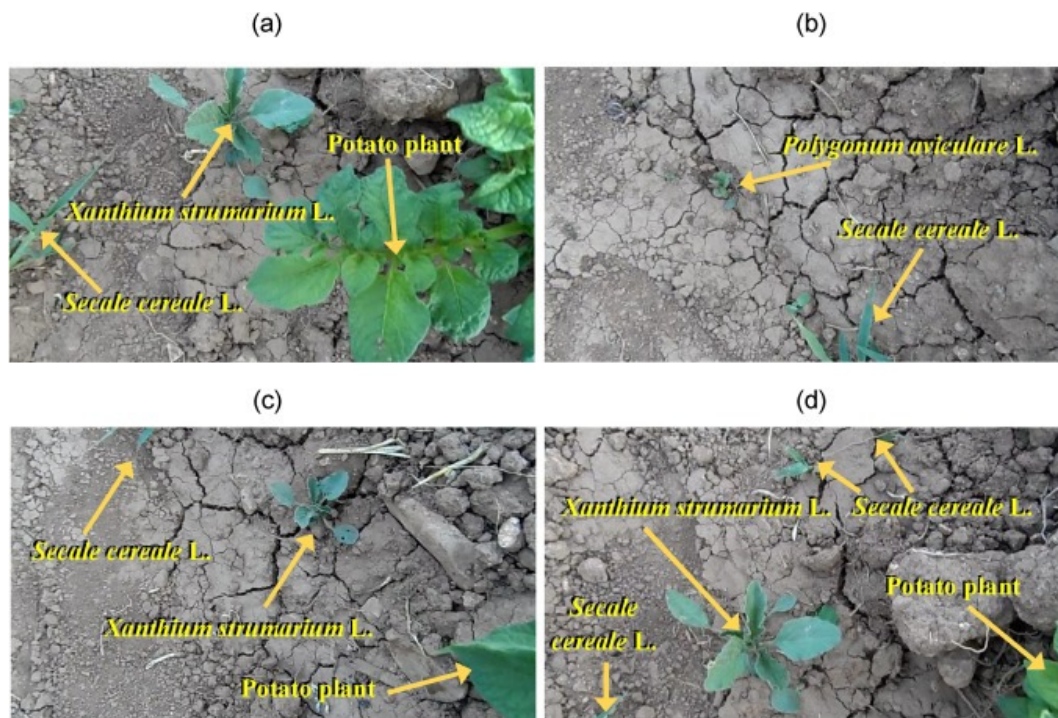 (a)
(b)
Potato plant
Xanthium strumarium L.
Secale cereale L.
Polygonum aviculare L.
Secale cereale L.
(c)
(d)
Secale cereale L.
Xanthium strumarium L.
Potato plant
Xanthium strumarium L.
Secale cereale L.
Potato plant
Secale
cereale L.